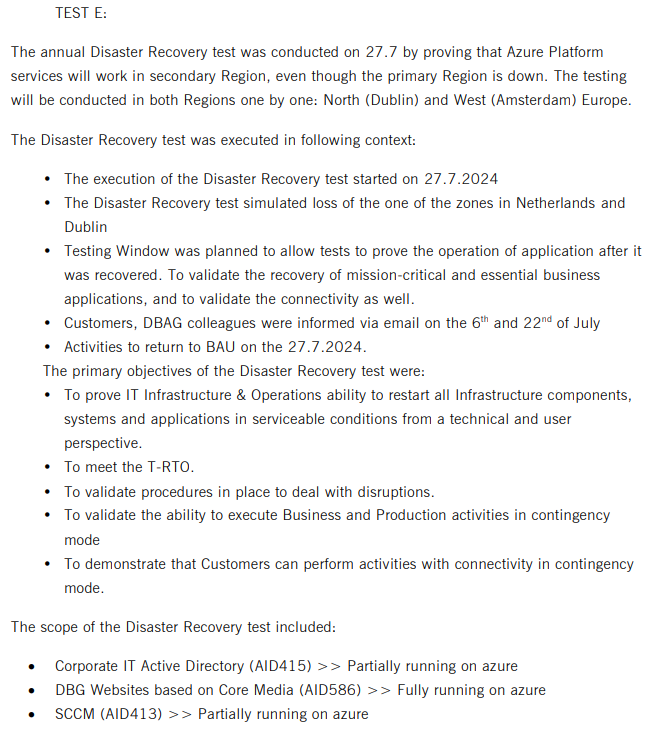 TEST E:
The annual Disaster Recovery test was conducted on 27.7 by proving that Azure Platform
services will work in secondary Region, even though the primary Region is down. The testing
will be conducted in both Regions one by one: North (Dublin) and West (Amsterdam) Europe.
The Disaster Recovery test was executed in following context:
• The execution of the Disaster Recovery test started on 27.7.2024
• The Disaster Recovery test simulated loss of the one of the zones in Netherlands and
Dublin
• Testing Window was planned to allow tests to prove the operation of application after it
was recovered. To validate the recovery of mission-critical and essential business
applications, and to validate the connectivity as well.
• Customers, DBAG colleagues were informed via email on the 6th and 22nd of July
• Activities to return to BAU on the 27.7.2024.
The primary objectives of the Disaster Recovery test were:
• To prove IT Infrastructure & Operations ability to restart all Infrastructure components,
systems and applications in serviceable conditions from a technical and user
perspective.
• To meet the T-RTO.
• To validate procedures in place to deal with disruptions.
• To validate the ability to execute Business and Production activities in contingency
mode
• To demonstrate that Customers can perform activities with connectivity in contingency
mode.
The scope of the Disaster Recovery test included:
• Corporate IT Active Directory (AID415) >> Partially running on azure
• DBG Websites based on Core Media (AID586) >> Fully running on azure
• SCCM (AID413) >> Partially running on azure